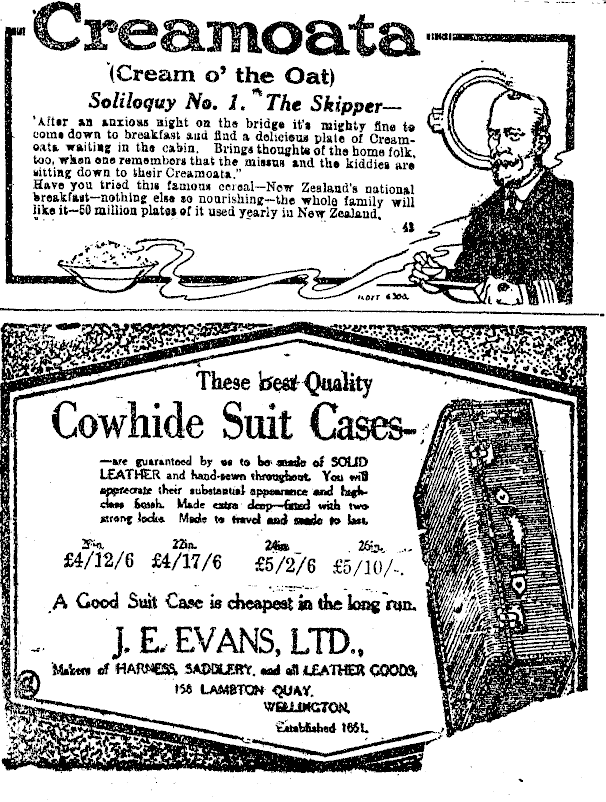 Creamoata
(Cream o' the Oat)
Soliloquy No. 1. "The Skipper—
'After an anxious night on the bridge it's mighty fine to
come down to breakfast and find a delicious plate of Cream-
oata waiting in the cabin. Brings thoughts of the home folk,
too, when one remembers that the missus and the kiddies are
sitting down to their Creamoata."
Have you tried this famous cereal—New Zealand's national
breakfast—nothing else so nourishing—the whole family will
like it—50 million plates of it used yearly in New Zealand.
43
These best Quality
Cowhide Suit Cases-
—are guaranteed by us to be made of SOLID
LEATHER and hand-sewn throughout. You will
appreciate their substantial appearance and high-
class finish. Made extra deep—fitted with two
strong locks. Made to travel and made to last.
20in. 22in. 24in. 26in.
£4/12/6 £4/17/6 £5/2/6 £5/10/-.
A Good Suit Case is cheapest in the long run.
J. E. EVANS, LTD.,
Makers of HARNESS, SADDLERY, and all LEATHER GOODS,
158 LAMBTON QUAY,
WELLINGTON.
Established 1851.